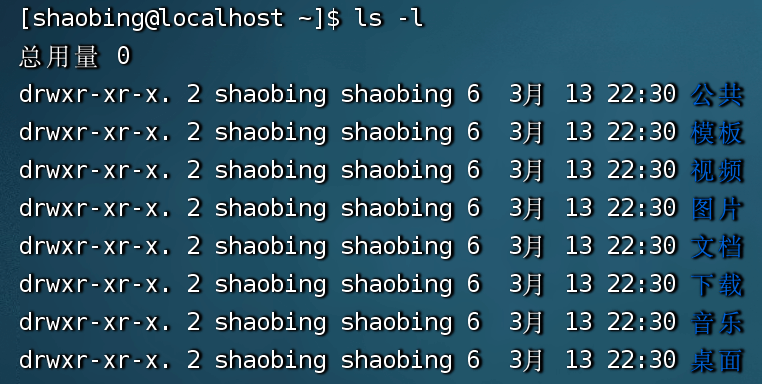 [shaobing@localhost ~]$ ls -l
总用量 0
drwxr-xr-x. 2 shaobing shaobing 6  3月 13 22:30 公共
drwxr-xr-x. 2 shaobing shaobing 6  3月 13 22:30 模板
drwxr-xr-x. 2 shaobing shaobing 6  3月 13 22:30 视频
drwxr-xr-x. 2 shaobing shaobing 6  3月 13 22:30 图片
drwxr-xr-x. 2 shaobing shaobing 6  3月 13 22:30 文档
drwxr-xr-x. 2 shaobing shaobing 6  3月 13 22:30 下载
drwxr-xr-x. 2 shaobing shaobing 6  3月 13 22:30 音乐
drwxr-xr-x. 2 shaobing shaobing 6  3月 13 22:30 桌面